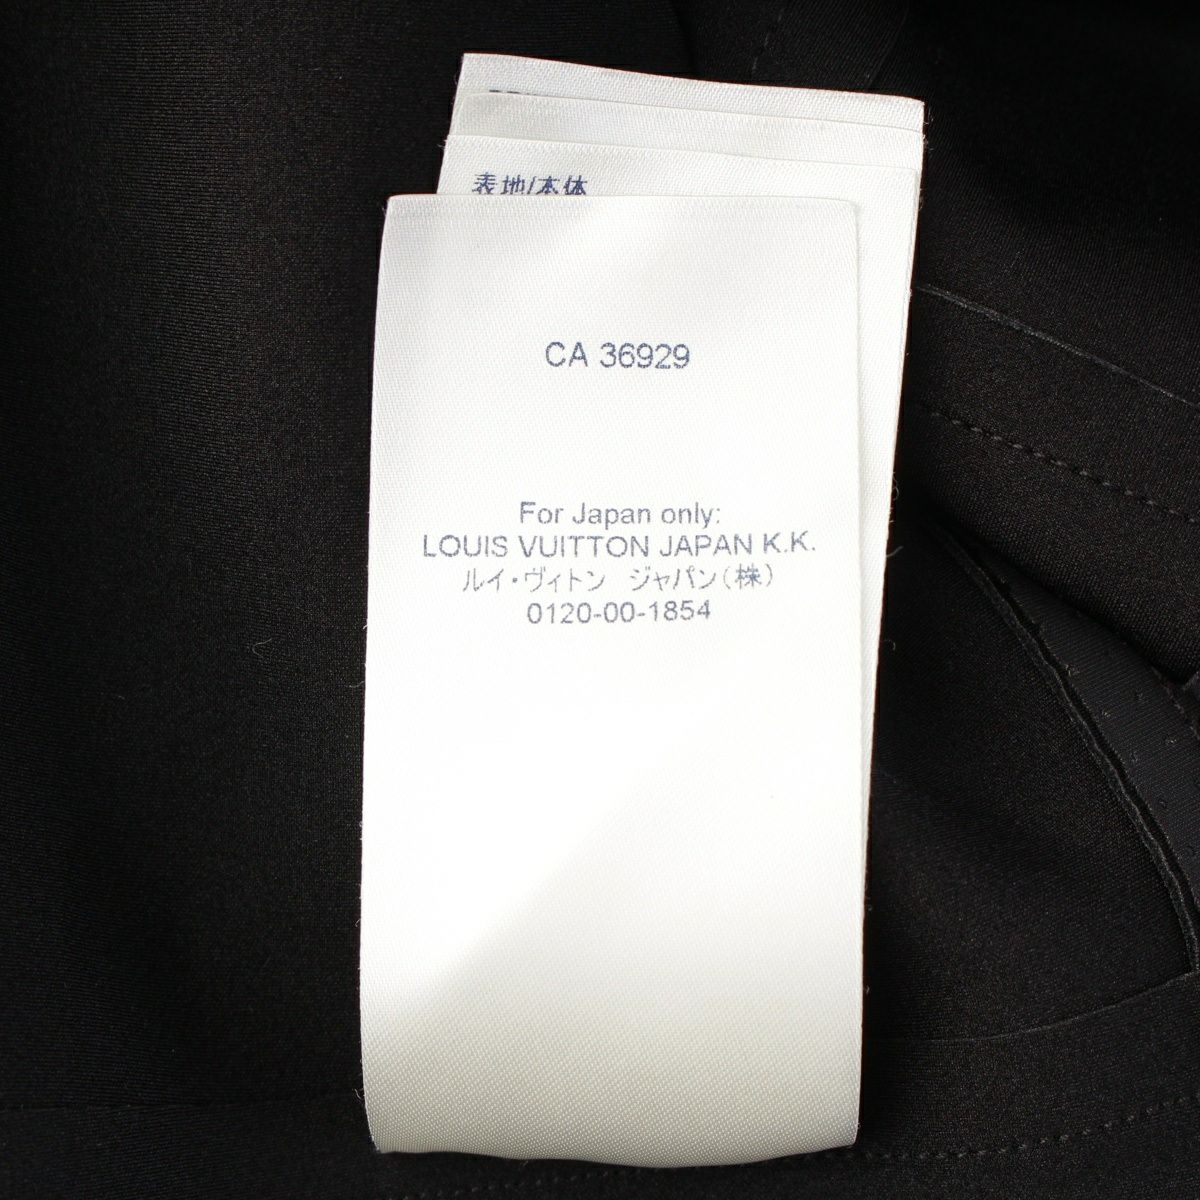 表地/本体
CA 36929
For Japan only:
LOUIS VUITTON JAPAN K.K.
ルイ・ヴィトン ジャパン(株)
0120-00-1854